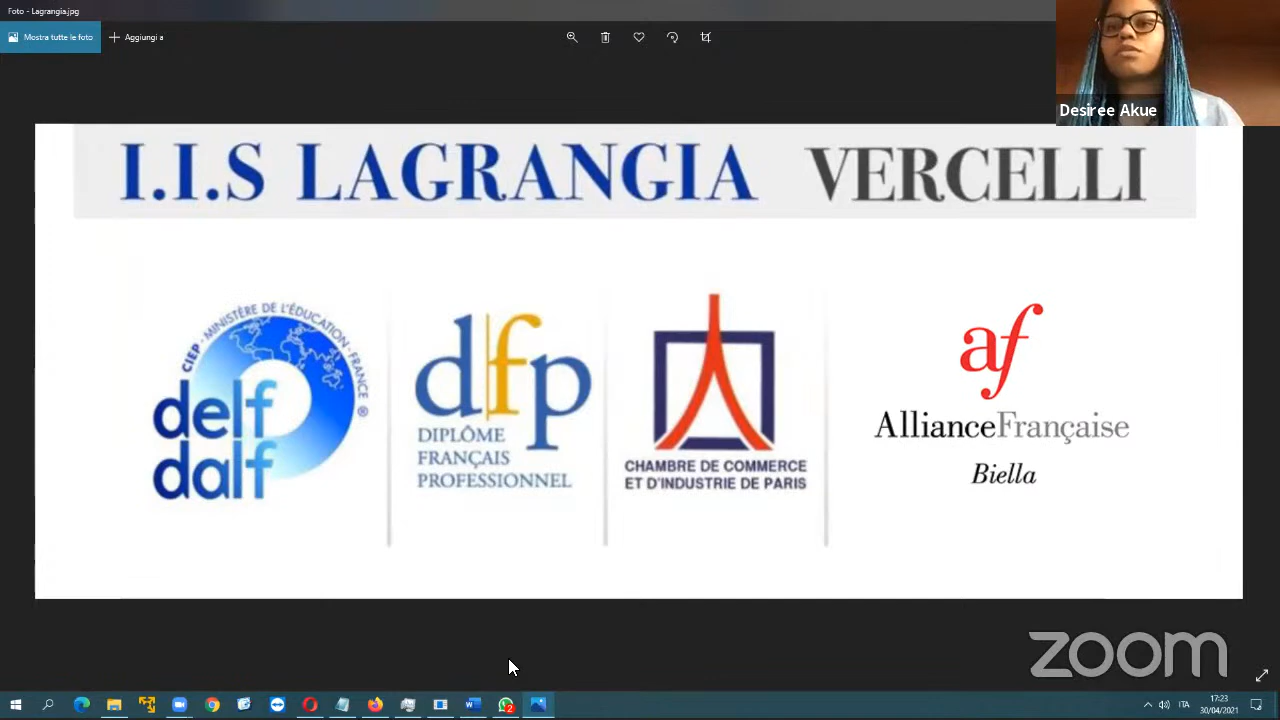 Foto - Lagrangia.jpg
Mostra tutte le foto
Aggiungi a
Desiree Akue
I.I.S LAGRANGIA VERCELLI
CIEP - MINISTÈRE DE L'ÉDUCATION - FRANCE ®
delf
dalf
dfp
DIPLÔME
FRANÇAIS
PROFESSIONNEL
CHAMBRE DE COMMERCE
ET D'INDUSTRIE DE PARIS
af
AllianceFrançaise
Biella
zoom
2
ITA
17:23
30/04/2021